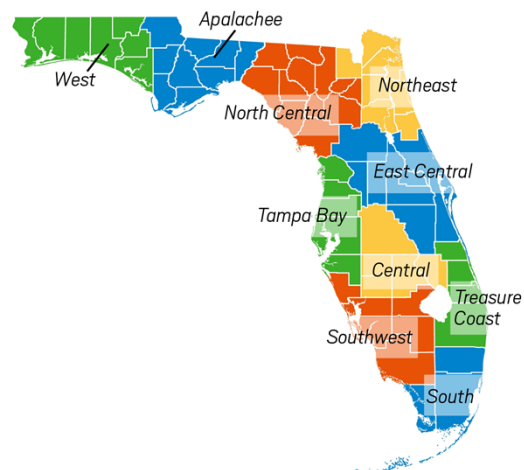 Apalachee
West
Northeast
North Central
East Central
Tampa Bay
Central
Treasure
Coast
Southwest
South